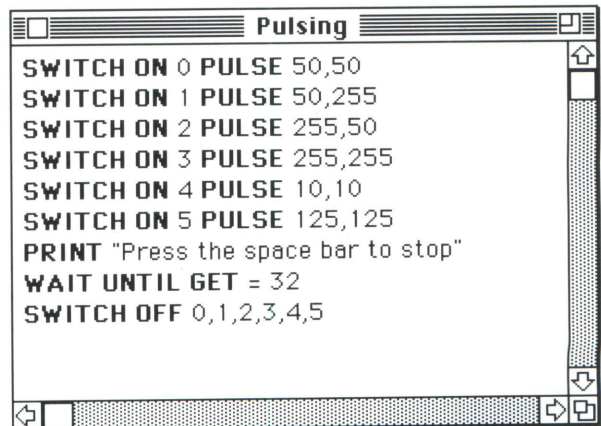 Pulsing
SWITCH ON 0 PULSE 50,50
SWITCH ON 1 PULSE 50,255
SWITCH ON 2 PULSE 255,50
SWITCH ON 3 PULSE 255,255
SWITCH ON 4 PULSE 10,10
SWITCH ON 5 PULSE 125,125
PRINT "Press the space bar to stop"
WAIT UNTIL GET = 32
SWITCH OFF 0,1,2,3,4,5